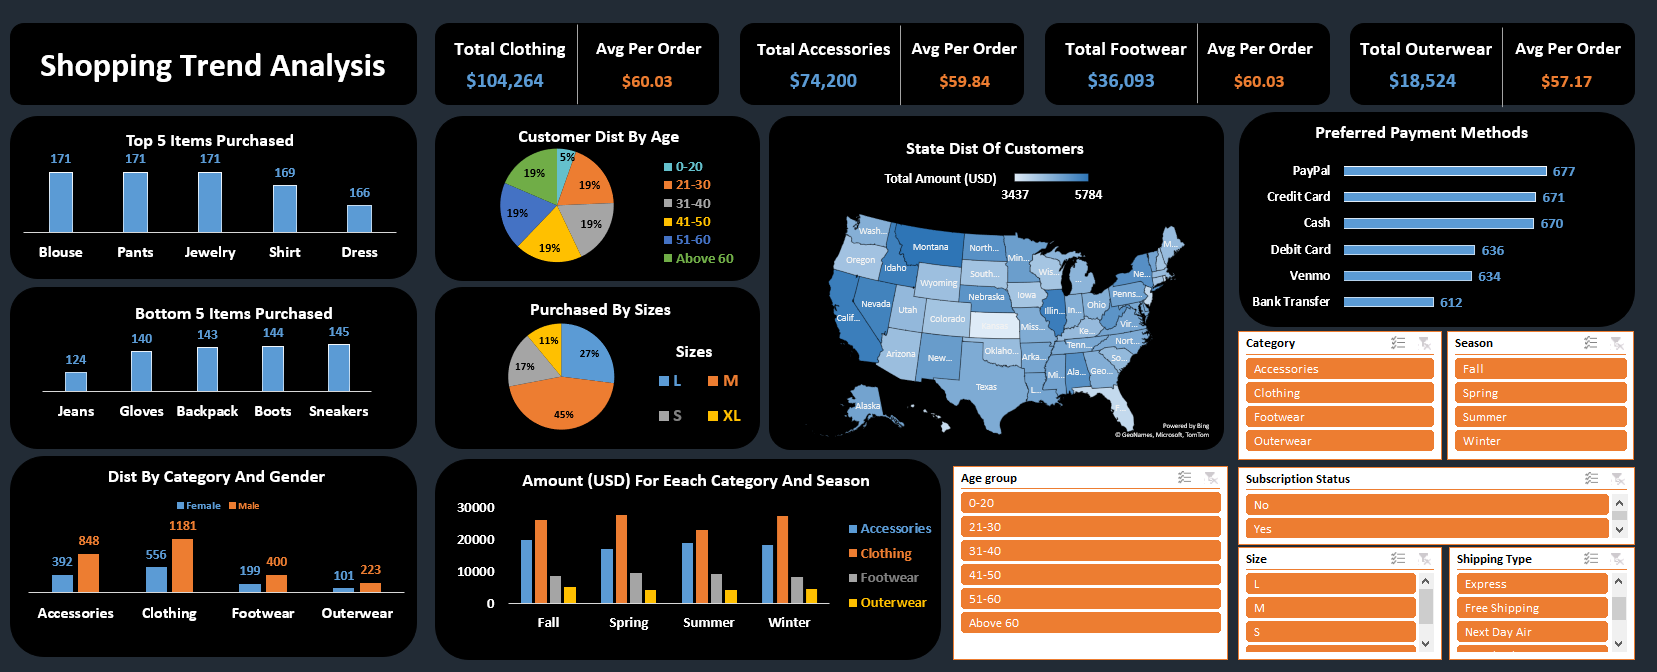 Shopping Trend Analysis
Total Clothing
$104,264
Avg Per Order
$60.03
Total Accessories
$74,200
Avg Per Order
$59.84
Total Footwear
$36,093
Avg Per Order
$60.03
Total Outerwear
$18,524
Avg Per Order
$57.17
Top 5 Items Purchased
171 171 171 169 166
Blouse Pants Jewelry Shirt Dress
Bottom 5 Items Purchased
124 140 143 144 145
Jeans Gloves Backpack Boots Sneakers
Dist By Category And Gender
Female Male
392 848 556 1181 199 400 101 223
Accessories Clothing Footwear Outerwear
Customer Dist By Age
5%
19%
19%
19%
19%
19%
0-20
21-30
31-40
41-50
51-60
Above 60
Purchased By Sizes
27%
45%
17%
11%
Sizes
L M
S XL
State Dist Of Customers
Total Amount (USD)
3437 5784
Wash...
Montana
North...
Min...
M...
Oregon
Idaho
South...
Wis...
Ne...
Wyoming
Nebraska
Iowa
Penns...
Nevada
Utah
Colorado
Illin...
In...
Ohio
Calif...
Miss...
Ke...
Vir...
Arizona
New...
Oklaho...
Arka...
Tenn...
North...
So...
Texas
L...
Mi...
Ala...
Geo...
Alaska
Powered by Bing
© GeoNames, Microsoft, TomTom
Preferred Payment Methods
PayPal 677
Credit Card 671
Cash 670
Debit Card 636
Venmo 634
Bank Transfer 612
Amount (USD) For Eeach Category And Season
30000
20000
10000
0
Fall Spring Summer Winter
Accessories
Clothing
Footwear
Outerwear
Age group
0-20
21-30
31-40
41-50
51-60
Above 60
Category
Accessories
Clothing
Footwear
Outerwear
Season
Fall
Spring
Summer
Winter
Subscription Status
No
Yes
Size
L
M
S
Shipping Type
Express
Free Shipping
Next Day Air